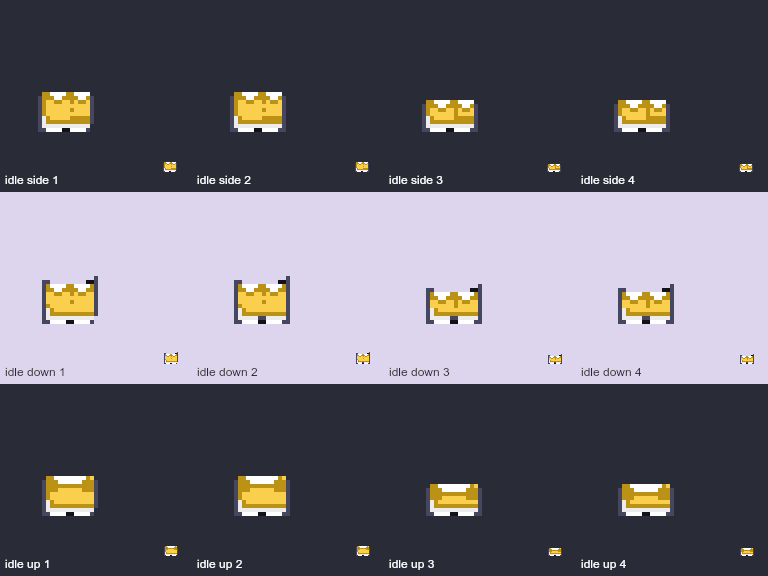 idle side 1
idle side 2
idle side 3
idle side 4
idle down 1
idle down 2
idle down 3
idle down 4
idle up 1
idle up 2
idle up 3
idle up 4